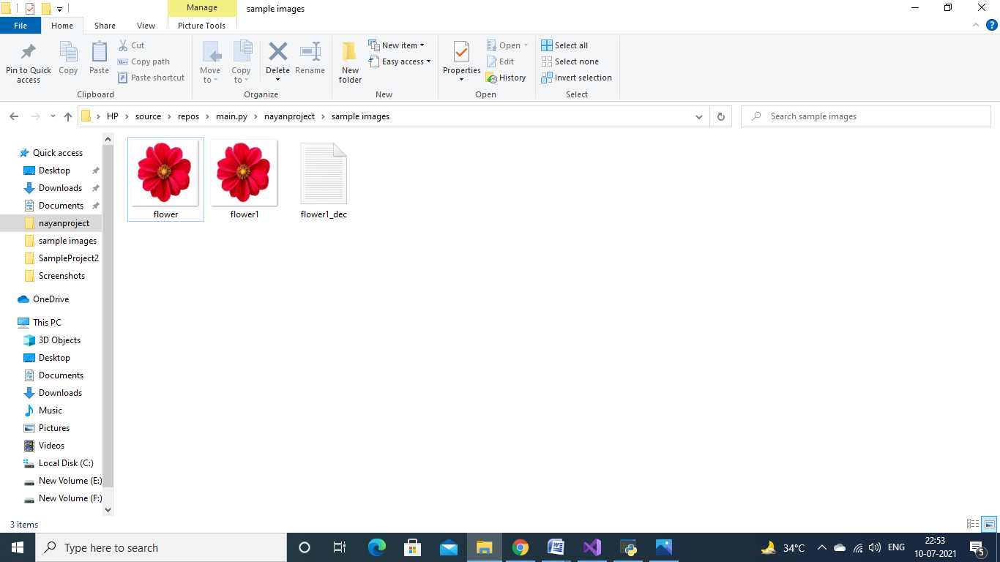 Manage
sample images
File
Home
Share
View
Picture Tools
Pin to Quick
access
Copy
Paste
Cut
Copy path
Paste shortcut
Clipboard
Move
to
Copy
to
Delete
Rename
Organize
New
folder
New item
Easy access
New
Properties
Open
Edit
History
Open
Select all
Select none
Invert selection
Select
HP
source
repos
main.py
nayanproject
sample images
Search sample images
Quick access
Desktop
Downloads
Documents
nayanproject
sample images
SampleProject2
Screenshots
OneDrive
This PC
3D Objects
Desktop
Documents
Downloads
Music
Pictures
Videos
Local Disk (C:)
New Volume (E:)
New Volume (F:)
flower
flower1
flower1_dec
3 items
Type here to search
34°C
ENG
22:53
10-07-2021
5